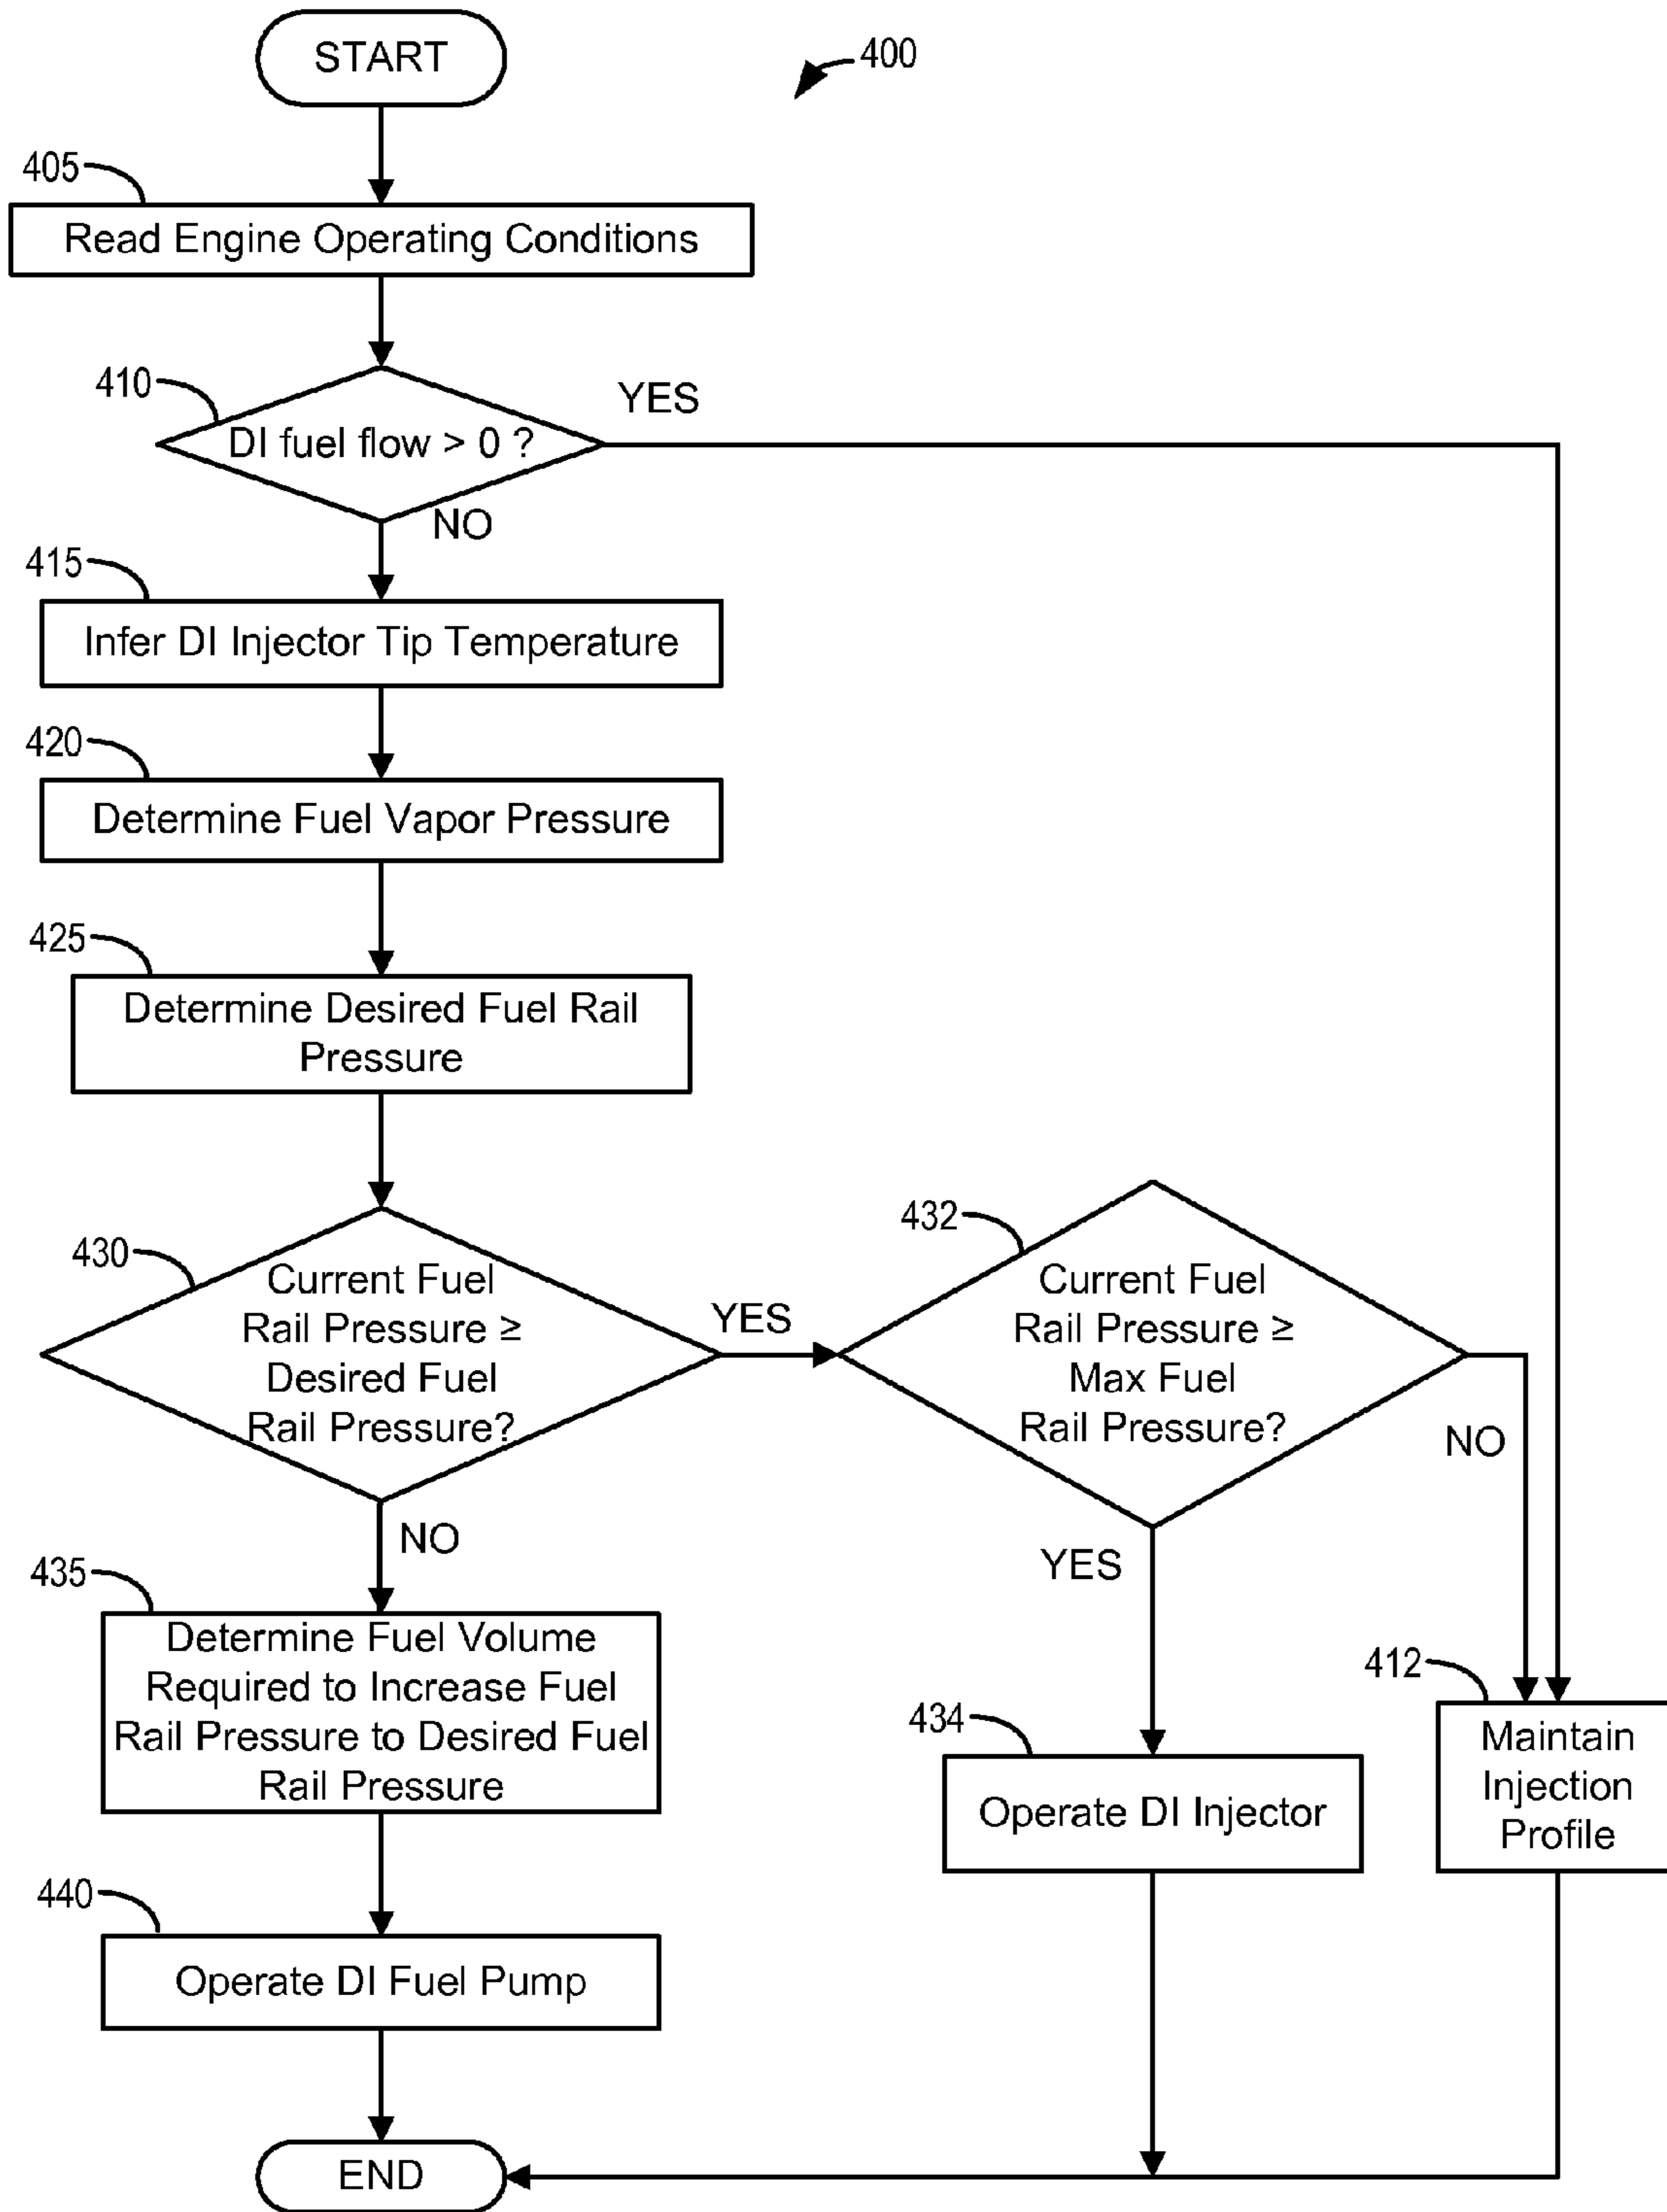 START
400
405
Read Engine Operating Conditions
410
YES
DI fuel flow > 0 ?
NO
415
Infer DI Injector Tip Temperature
420
Determine Fuel Vapor Pressure
425
Determine Desired Fuel Rail
Pressure
430
Current Fuel
Rail Pressure ≥
Desired Fuel
Rail Pressure?
YES
432
Current Fuel
Rail Pressure ≥
Max Fuel
Rail Pressure?
NO
NO
YES
435
Determine Fuel Volume
Required to Increase Fuel
Rail Pressure to Desired Fuel
Rail Pressure
434
Operate DI Injector
412
Maintain
Injection
Profile
440
Operate DI Fuel Pump
END